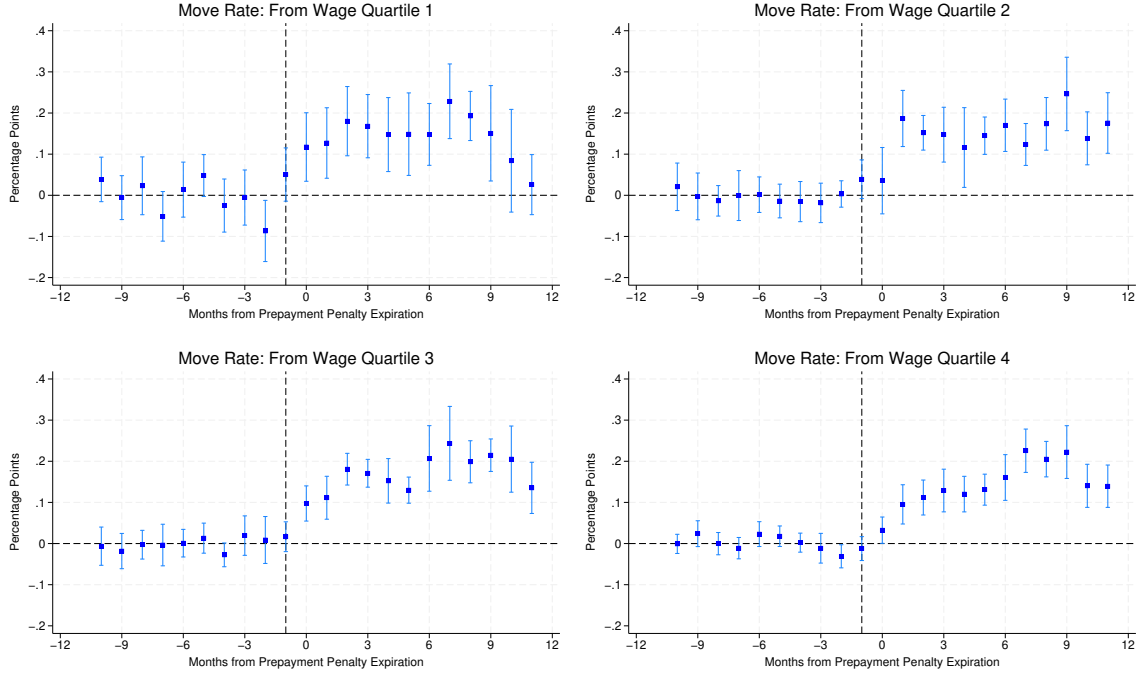 Move Rate: From Wage Quartile 1
.4
.3
.2
.1
0
-.1
-.2
Percentage Points
-12 -9 -6 -3 0 3 6 9 12
Months from Prepayment Penalty Expiration
Move Rate: From Wage Quartile 2
.4
.3
.2
.1
0
-.1
-.2
Percentage Points
-12 -9 -6 -3 0 3 6 9 12
Months from Prepayment Penalty Expiration
Move Rate: From Wage Quartile 3
.4
.3
.2
.1
0
-.1
-.2
Percentage Points
-12 -9 -6 -3 0 3 6 9 12
Months from Prepayment Penalty Expiration
Move Rate: From Wage Quartile 4
.4
.3
.2
.1
0
-.1
-.2
Percentage Points
-12 -9 -6 -3 0 3 6 9 12
Months from Prepayment Penalty Expiration